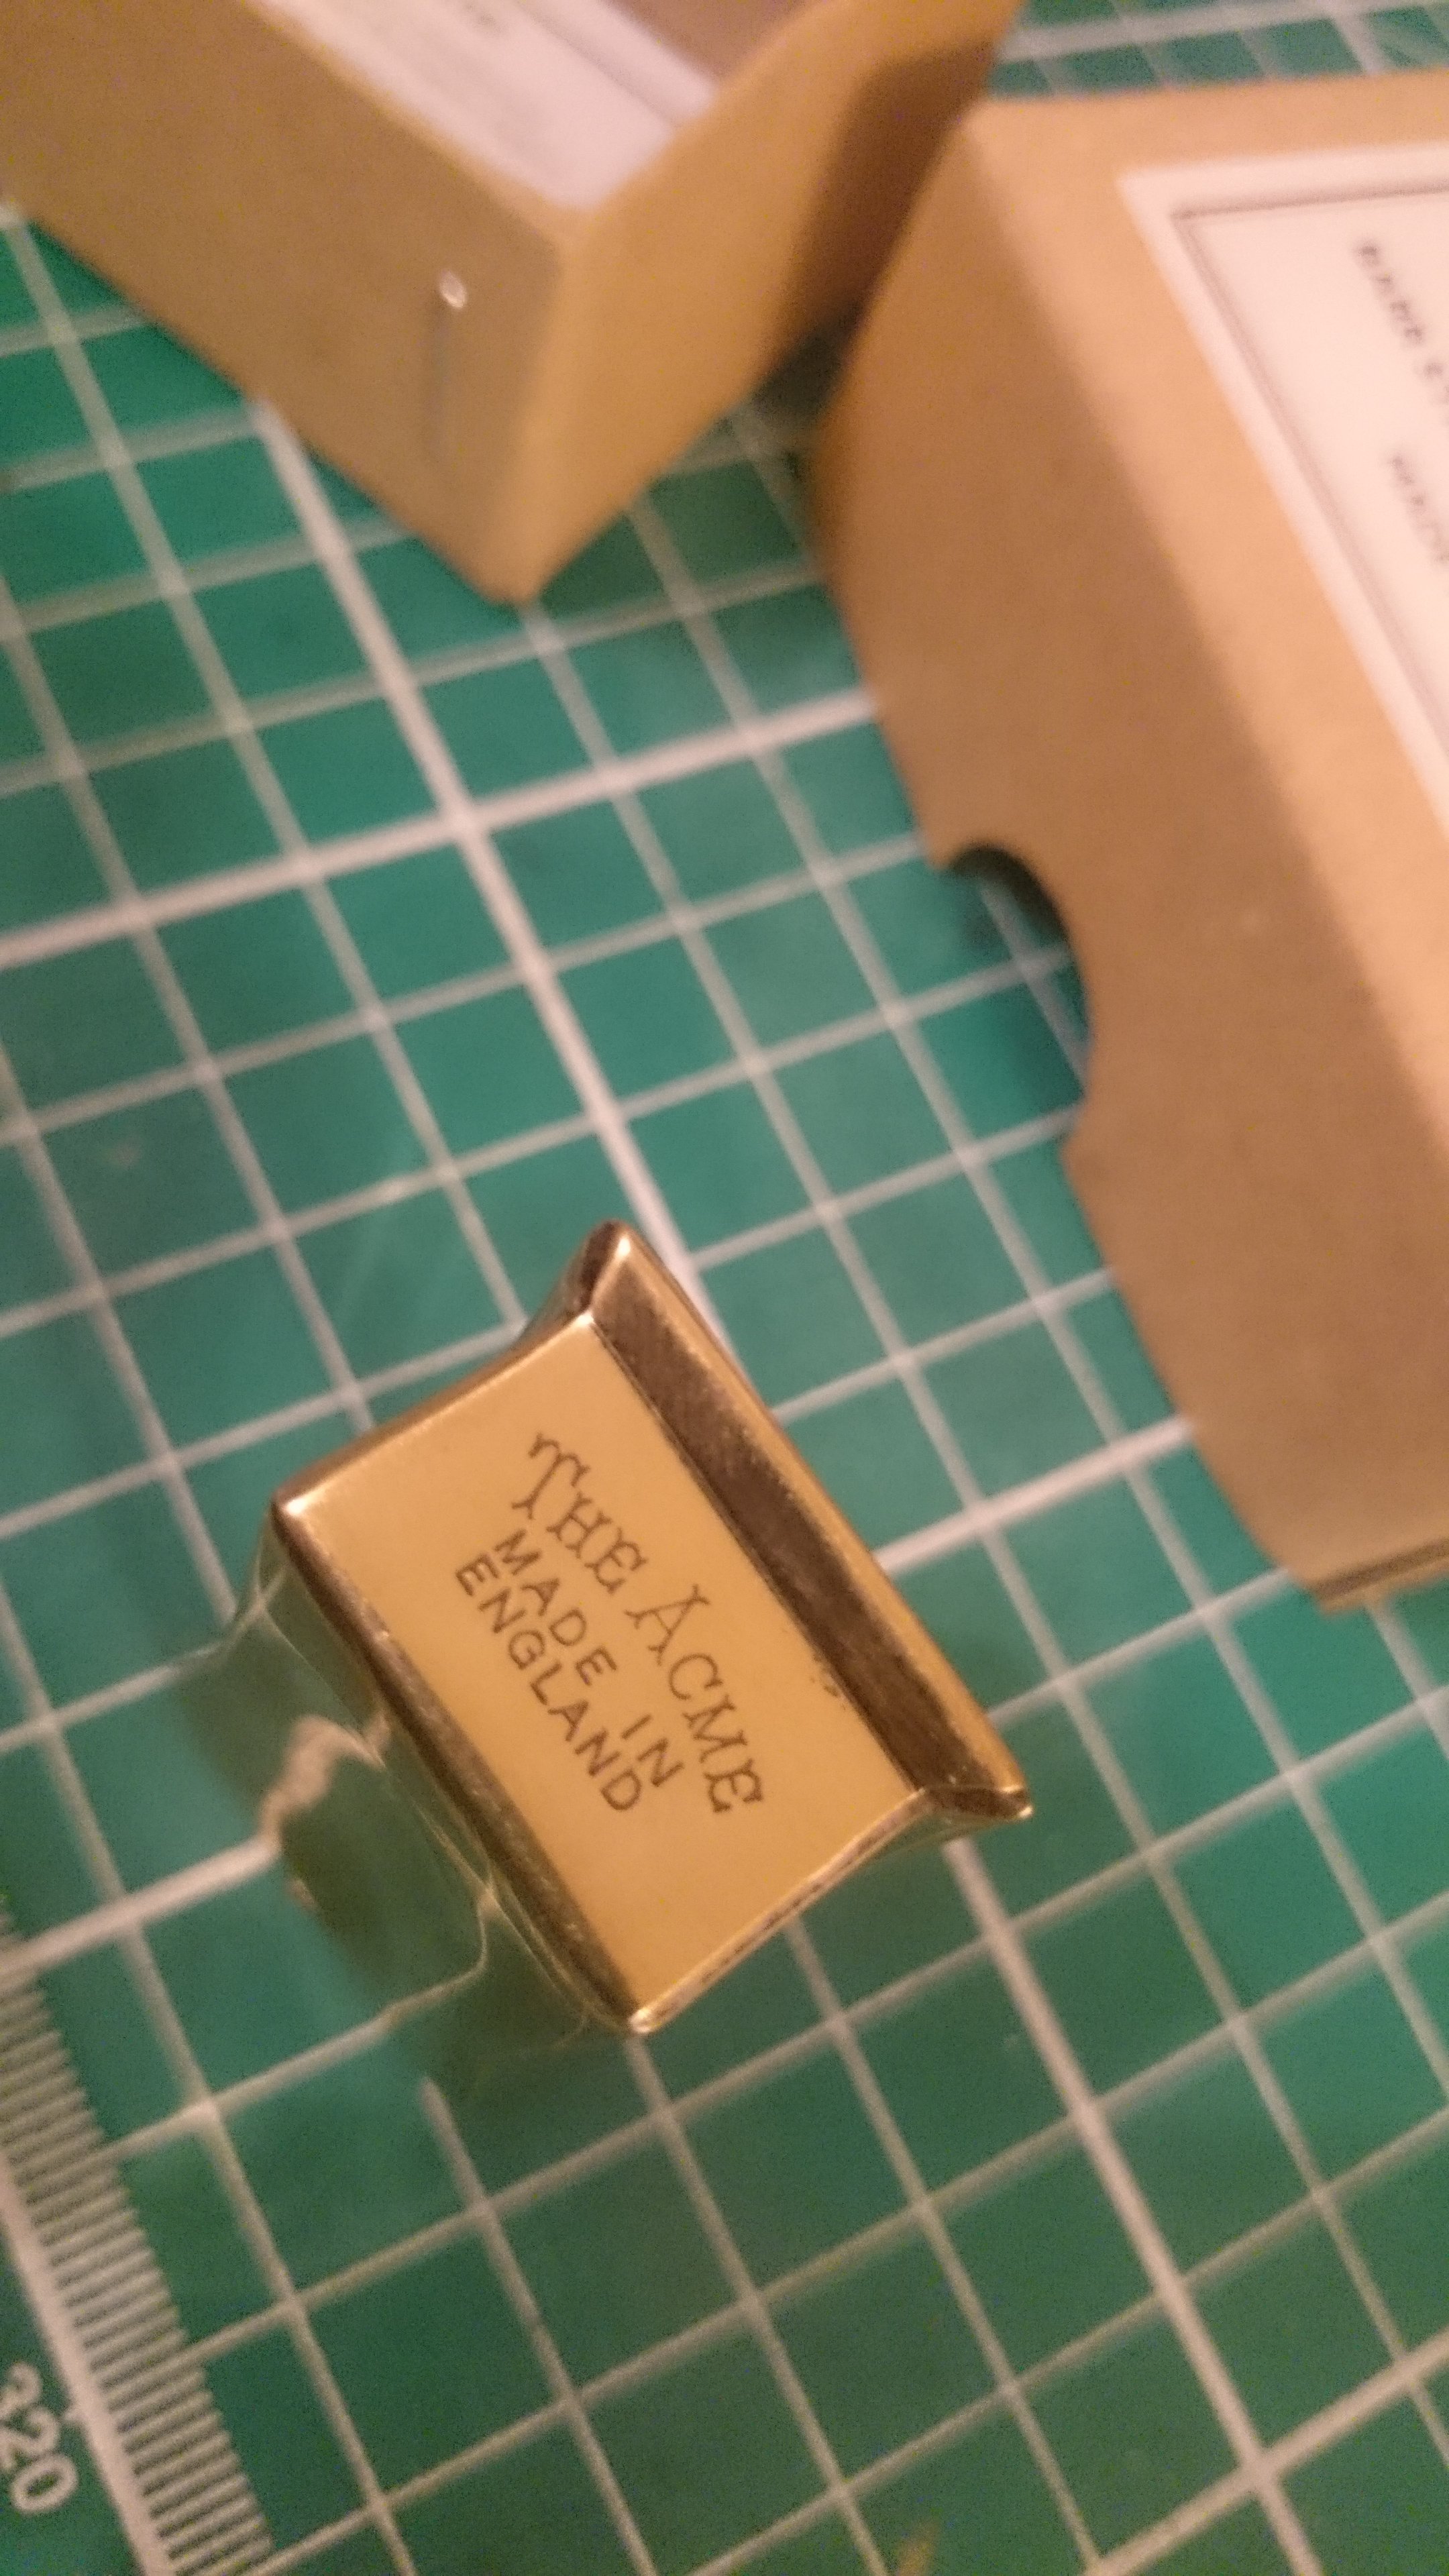 THE ACME
MADE IN
ENGLAND
320